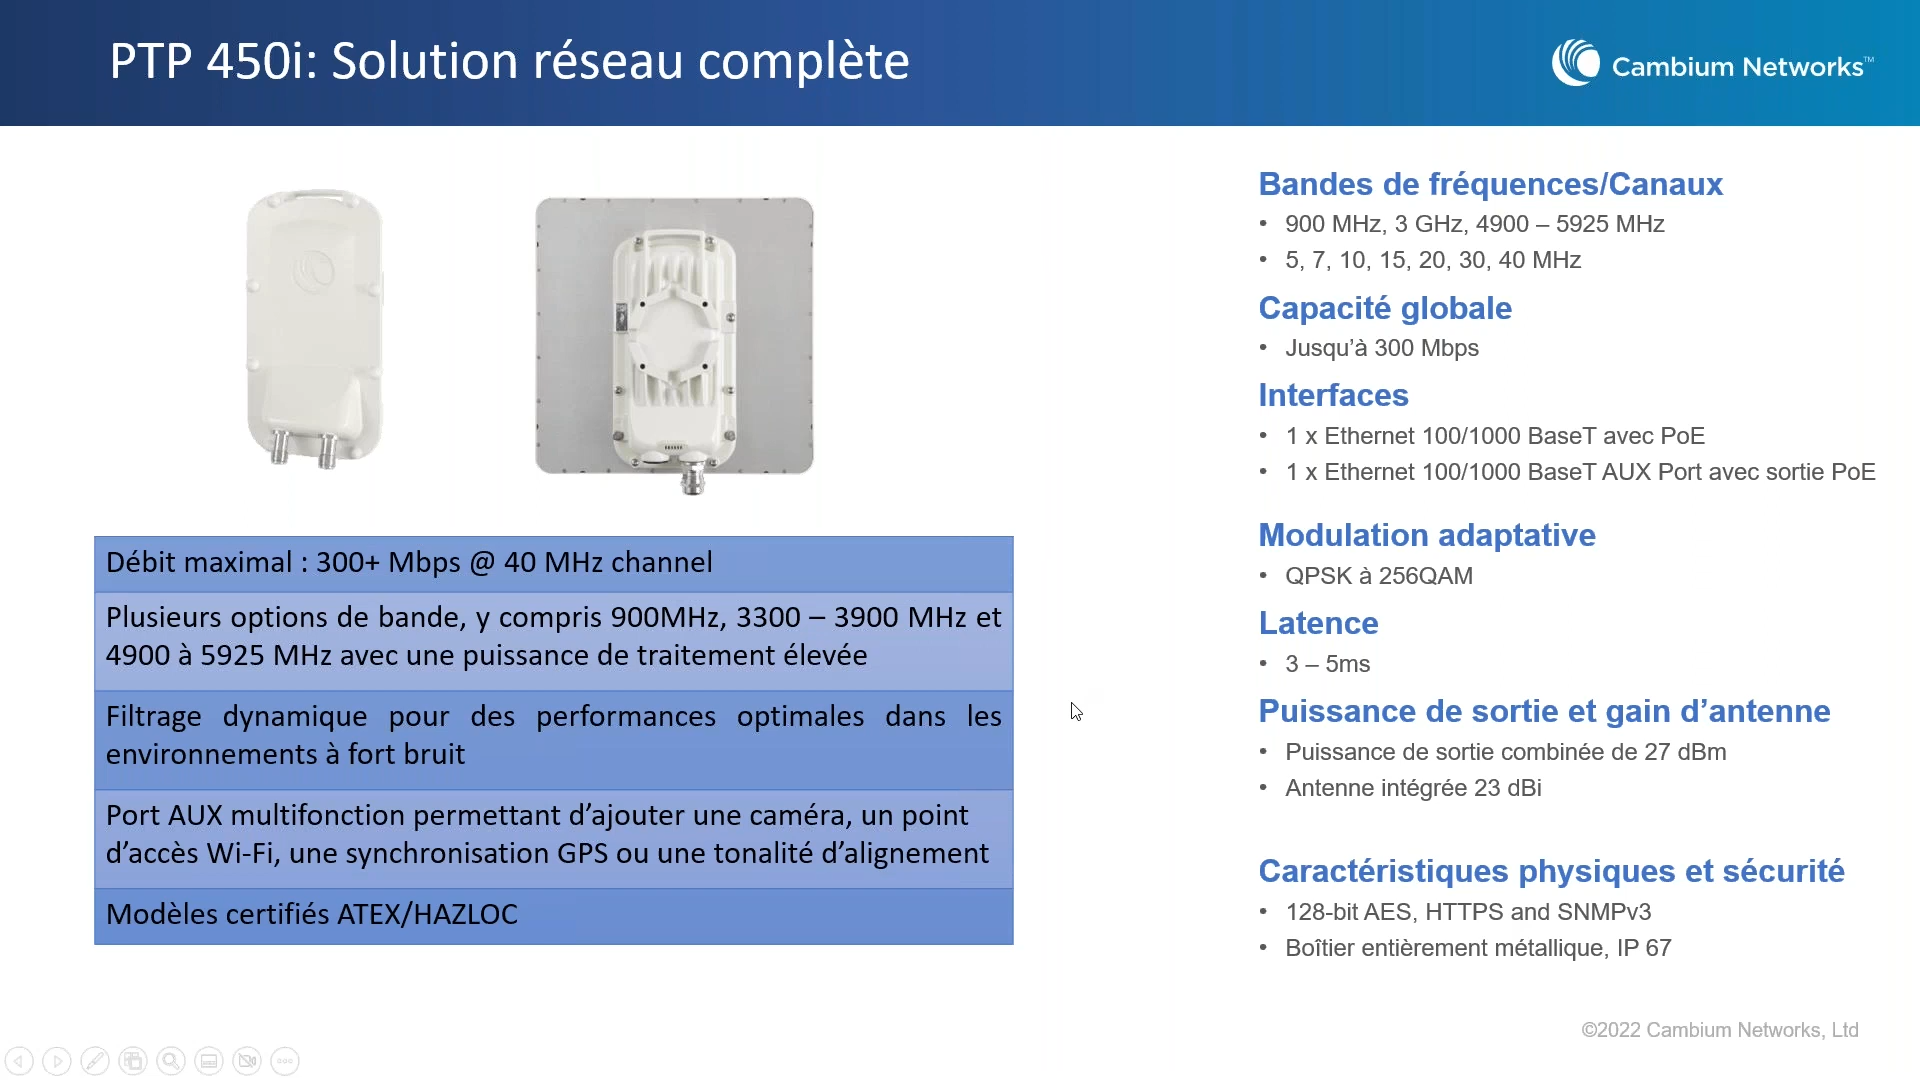 PTP 450i: Solution réseau complète
Cambium Networks™
Débit maximal : 300+ Mbps @ 40 MHz channel
Plusieurs options de bande, y compris 900MHz, 3300 – 3900 MHz et
4900 à 5925 MHz avec une puissance de traitement élevée
Filtrage dynamique pour des performances optimales dans les
environnements à fort bruit
Port AUX multifonction permettant d’ajouter une caméra, un point
d’accès Wi-Fi, une synchronisation GPS ou une tonalité d’alignement
Modèles certifiés ATEX/HAZLOC
Bandes de fréquences/Canaux
• 900 MHz, 3 GHz, 4900 – 5925 MHz
• 5, 7, 10, 15, 20, 30, 40 MHz
Capacité globale
• Jusqu’à 300 Mbps
Interfaces
• 1 x Ethernet 100/1000 BaseT avec PoE
• 1 x Ethernet 100/1000 BaseT AUX Port avec sortie PoE
Modulation adaptative
• QPSK à 256QAM
Latence
• 3 – 5ms
Puissance de sortie et gain d’antenne
• Puissance de sortie combinée de 27 dBm
• Antenne intégrée 23 dBi
Caractéristiques physiques et sécurité
• 128-bit AES, HTTPS and SNMPv3
• Boîtier entièrement métallique, IP 67
©2022 Cambium Networks, Ltd